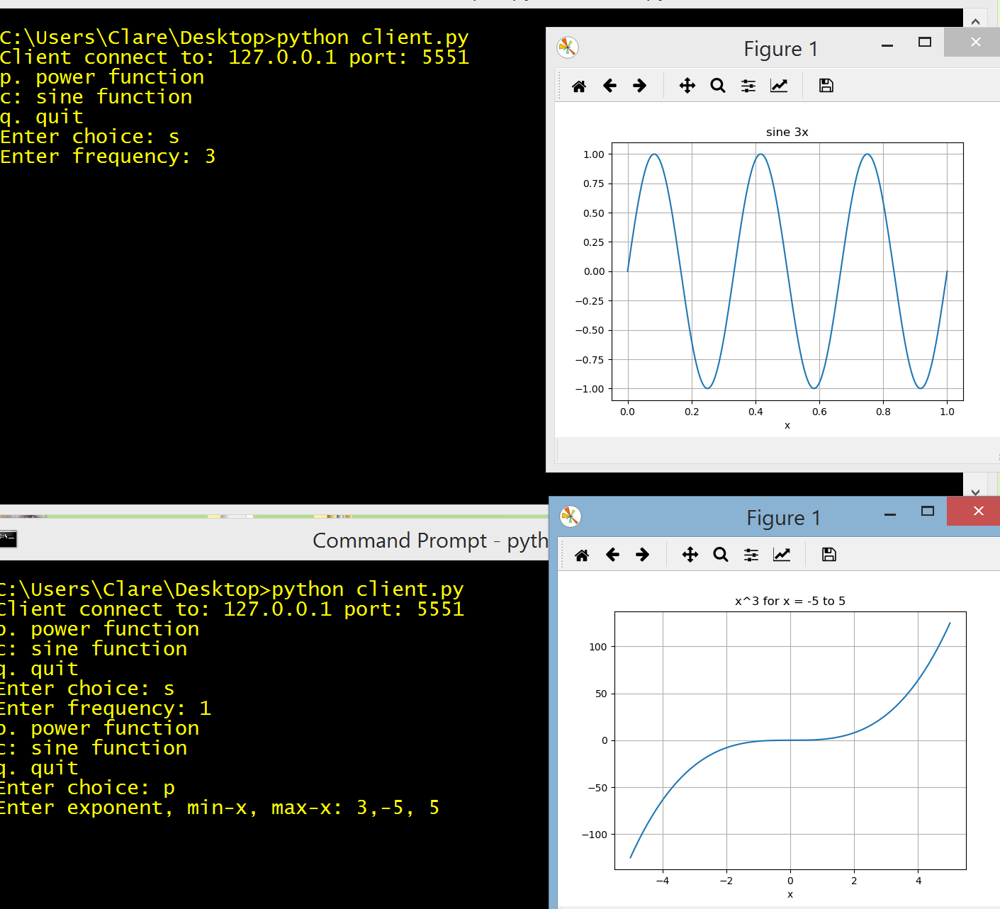 C:\Users\Clare\Desktop>python client.py
Client connect to: 127.0.0.1 port: 5551
p. power function
c: sine function
q. quit
Enter choice: s
Enter frequency: 3
Figure 1
sine 3x
1.00
0.75
0.50
0.25
0.00
−0.25
−0.50
−0.75
−1.00
0.0 0.2 0.4 0.6 0.8 1.0
x
Command Prompt - pyth
C:\Users\Clare\Desktop>python client.py
Client connect to: 127.0.0.1 port: 5551
p. power function
c: sine function
q. quit
Enter choice: s
Enter frequency: 1
p. power function
c: sine function
q. quit
Enter choice: p
Enter exponent, min-x, max-x: 3,-5, 5
Figure 1
x^3 for x = -5 to 5
100
50
0
−50
−100
−4 −2 0 2 4
x